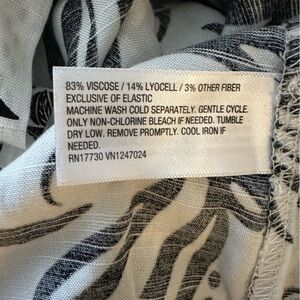 83% VISCOSE / 14% LYOCELL / 3% OTHER FIBER
EXCLUSIVE OF ELASTIC
MACHINE WASH COLD SEPARATELY. GENTLE CYCLE.
ONLY NON-CHLORINE BLEACH IF NEEDED. TUMBLE
DRY LOW. REMOVE PROMPTLY. COOL IRON IF
NEEDED.
RN17730 VN1247024